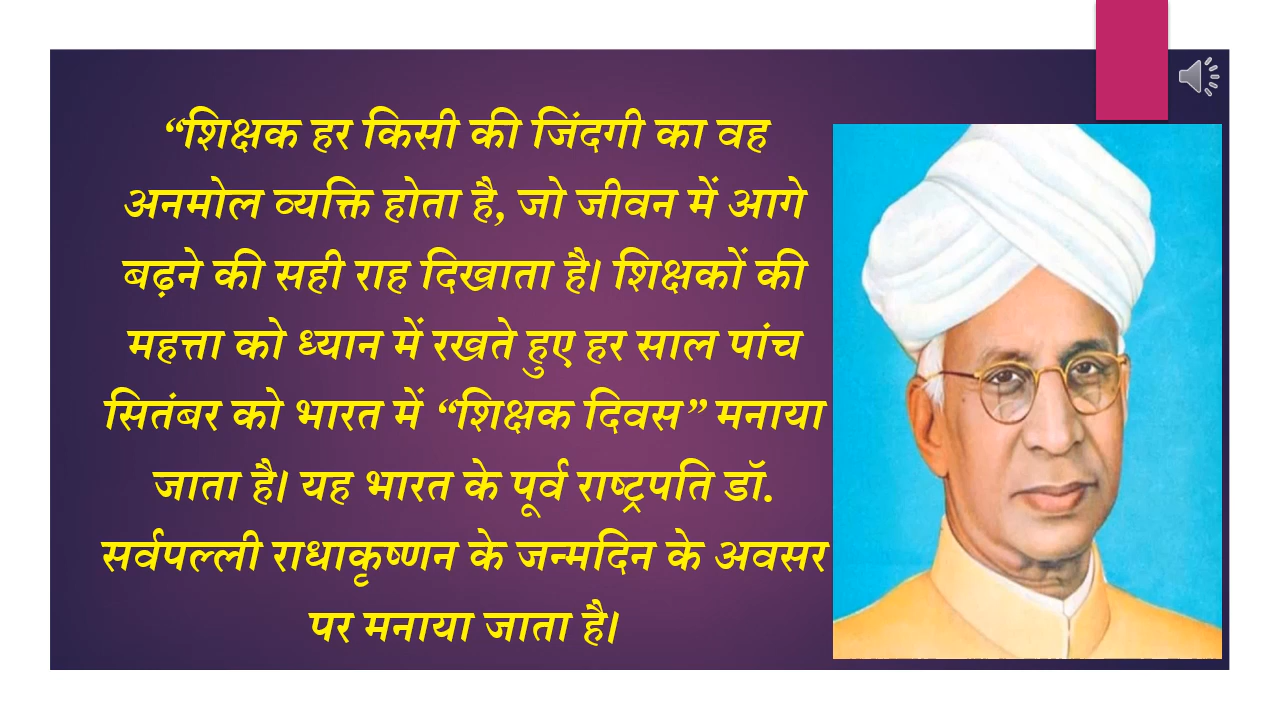 “शिक्षक हर किसी की जिंदगी का वह
अनमोल व्यक्ति होता है, जो जीवन में आगे
बढ़ने की सही राह दिखाता है। शिक्षकों की
महत्ता को ध्यान में रखते हुए हर साल पांच
सितंबर को भारत में “शिक्षक दिवस” मनाया
जाता है। यह भारत के पूर्व राष्ट्रपति डॉ.
सर्वपल्ली राधाकृष्णन के जन्मदिन के अवसर
पर मनाया जाता है।